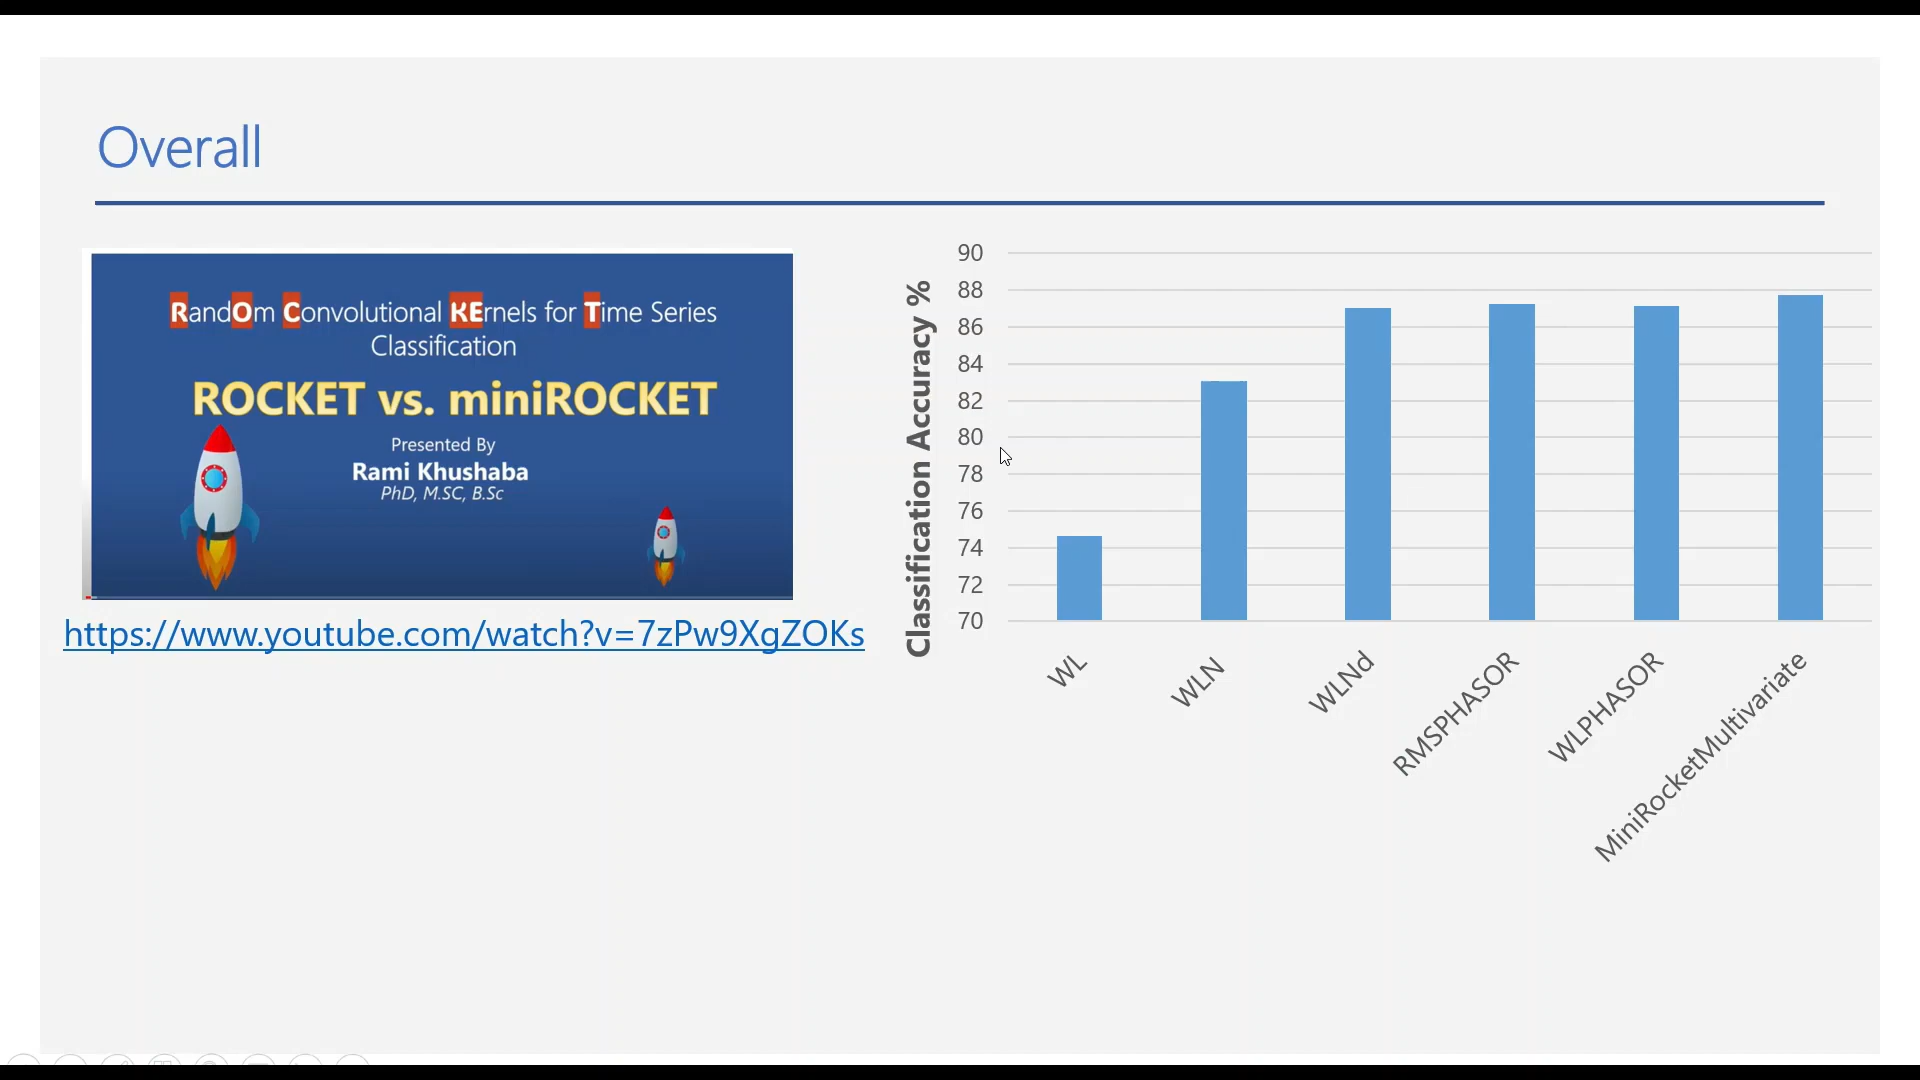 Overall
RandOm Convolutional KErnels for Time Series
Classification
ROCKET vs. miniROCKET
Presented By
Rami Khushaba
PhD, M.SC, B.Sc
https://www.youtube.com/watch?v=7zPw9XgZOKs
Classification Accuracy %
90
88
86
84
82
80
78
76
74
72
70
WL
WLN
WLNd
RMSPHASOR
WLPHASOR
MiniRocketMultivariate